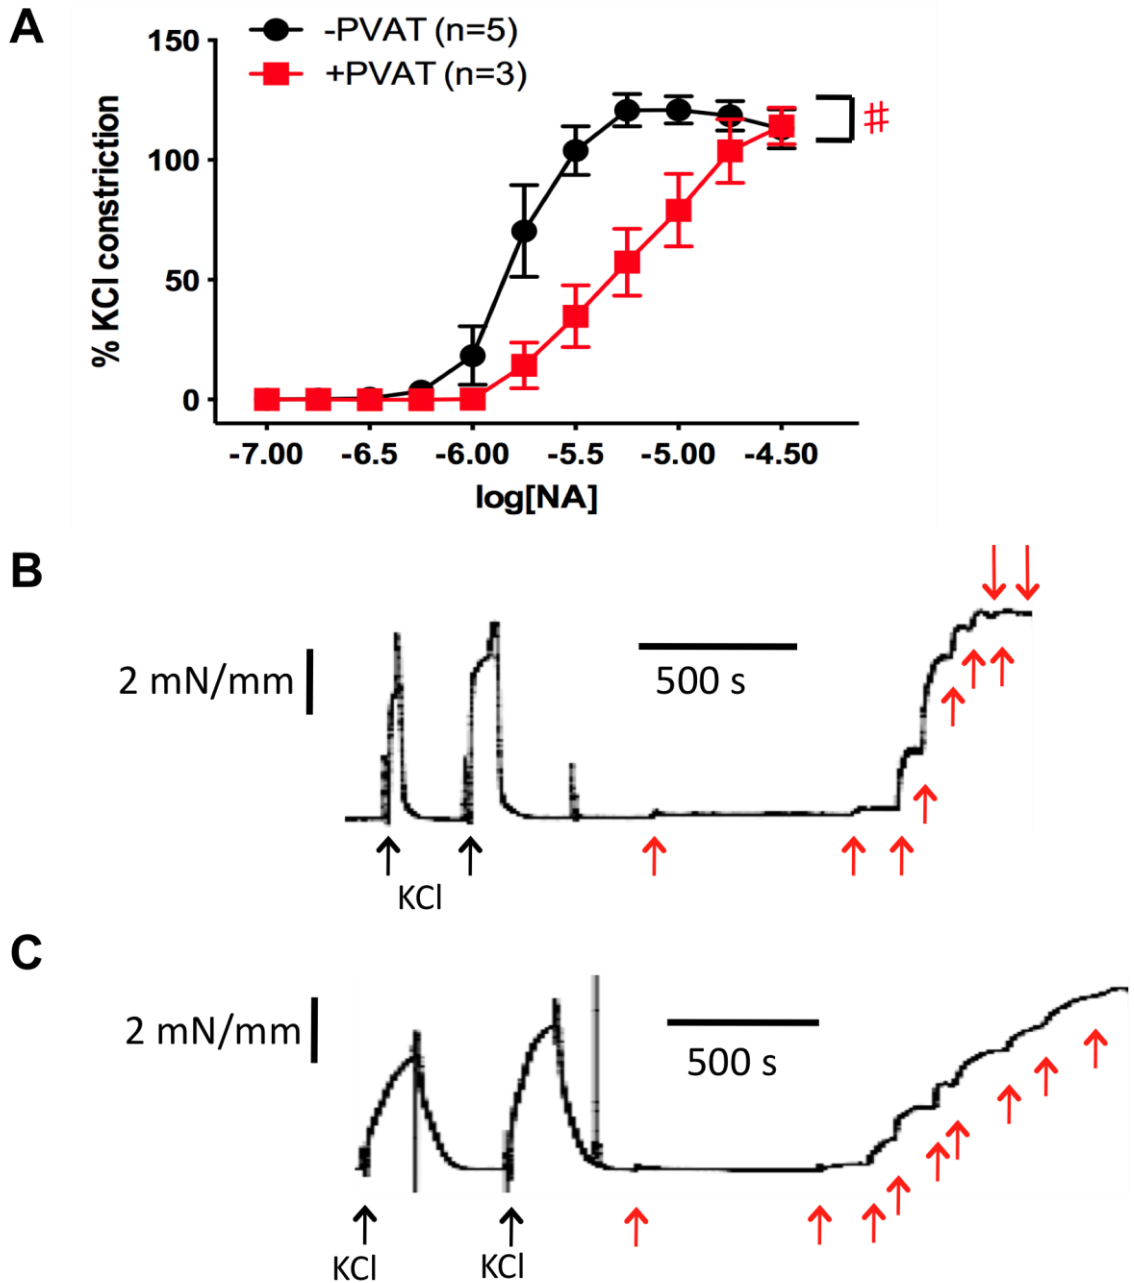 A
-PVAT (n=5)
+PVAT (n=3)
150
100
50
0
% KCl constriction
#
-7.00 -6.5 -6.00 -5.5 -5.00 -4.50
log[NA]
B
2 mN/mm
500 s
KCl
C
2 mN/mm
500 s
KCl KCl